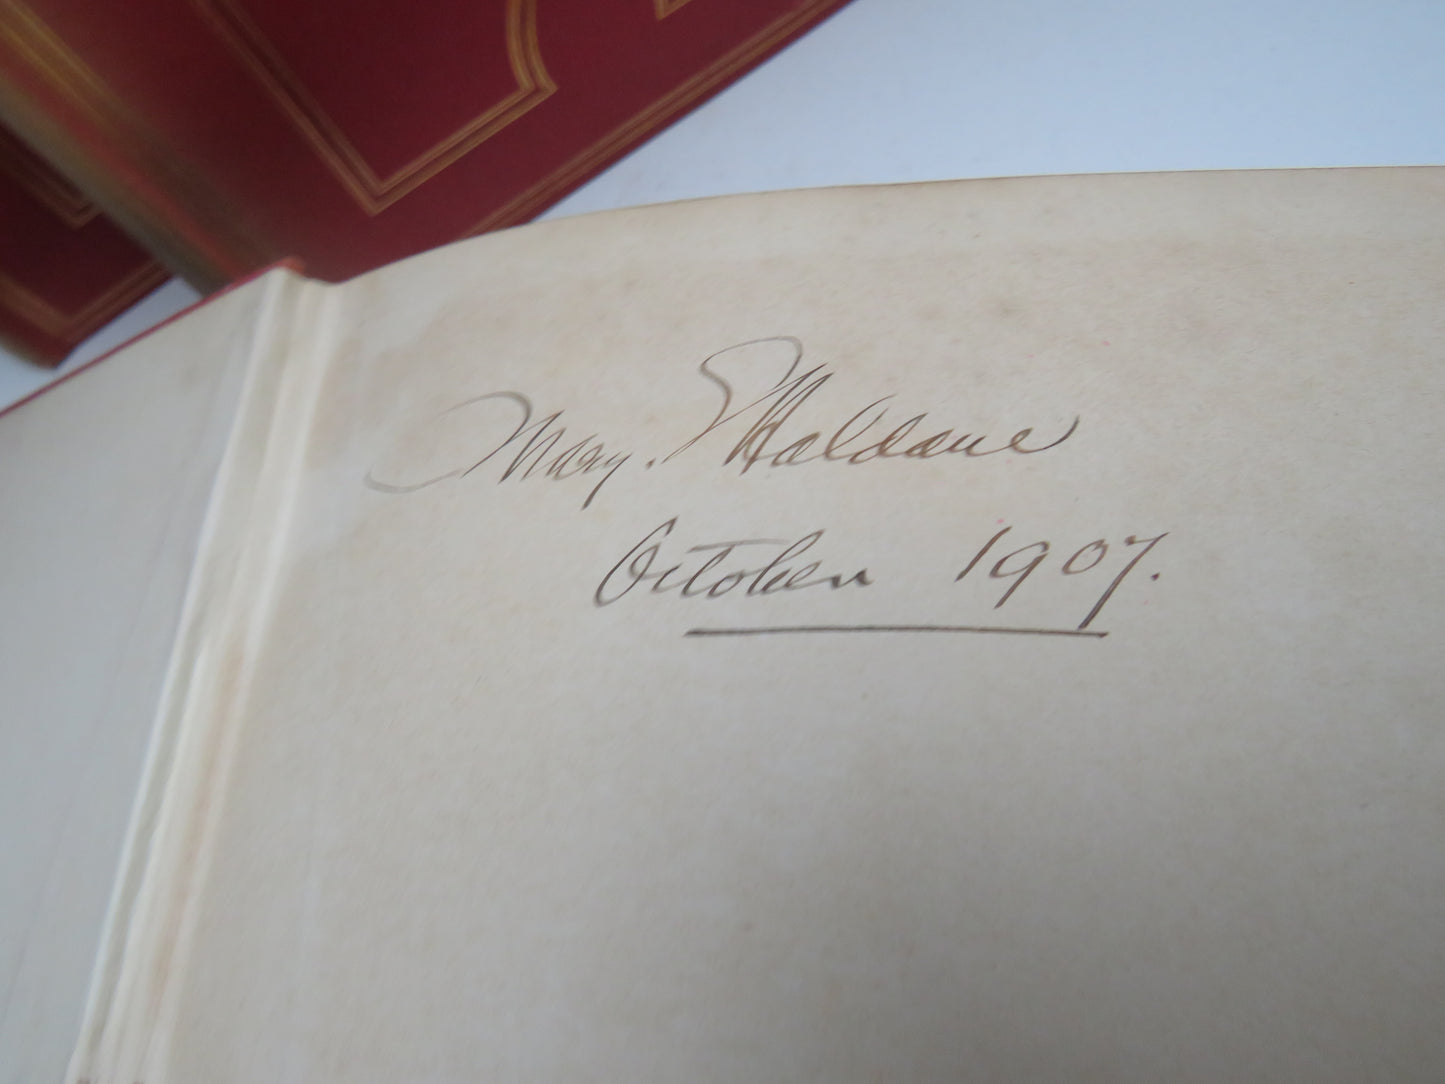 Mary. Haldane
October 1907.